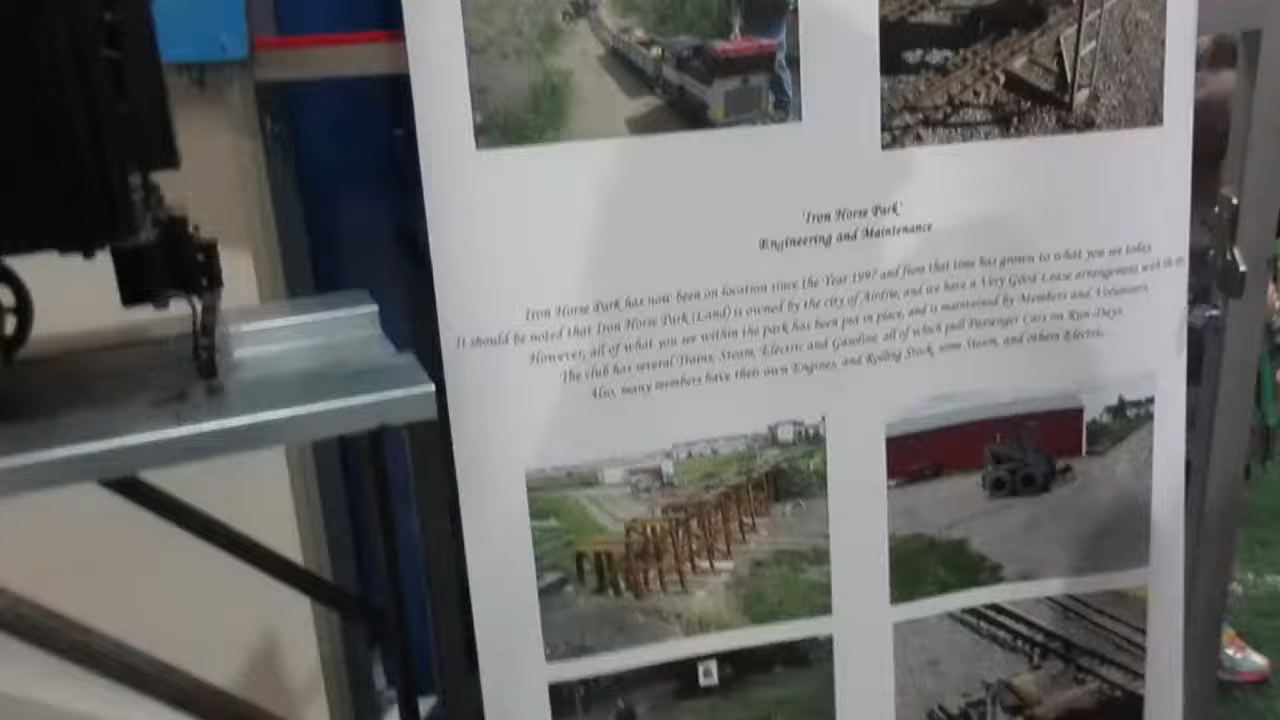 'Iron Horse Park'
Engineering and Maintenance
Iron Horse Park has now been on location since the Year 1997 and from that time has grown to what you see today
It should be noted that Iron Horse Park (Land) is owned by the city of Airdrie, and we have a Very Good Lease arrangement with
However, all of what you see within the park has been put in place, and is maintained by Members and Volunteers.
The club has several Trains, Steam, Electric and Gasoline all of which pull Passenger Cars on Run-Days
Also, many members have their own Engines, and Rolling Stock, some Steam, and others Electric.